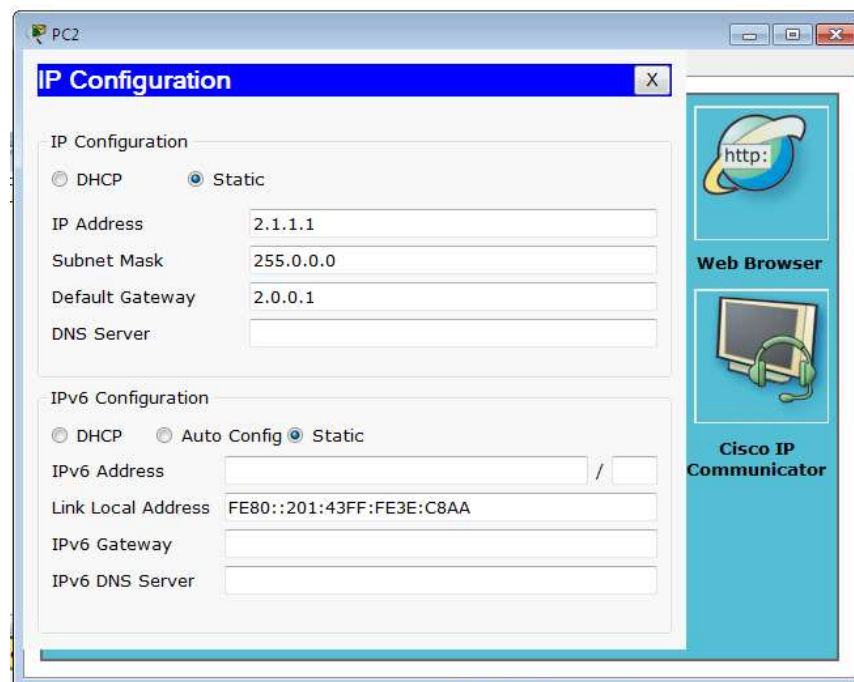 PC2
IP Configuration
X
IP Configuration
DHCP Static
IP Address 2.1.1.1
Subnet Mask 255.0.0.0
Default Gateway 2.0.0.1
DNS Server
IPv6 Configuration
DHCP Auto Config Static
IPv6 Address /
Link Local Address FE80::201:43FF:FE3E:C8AA
IPv6 Gateway
IPv6 DNS Server
http:
Web Browser
Cisco IP
Communicator